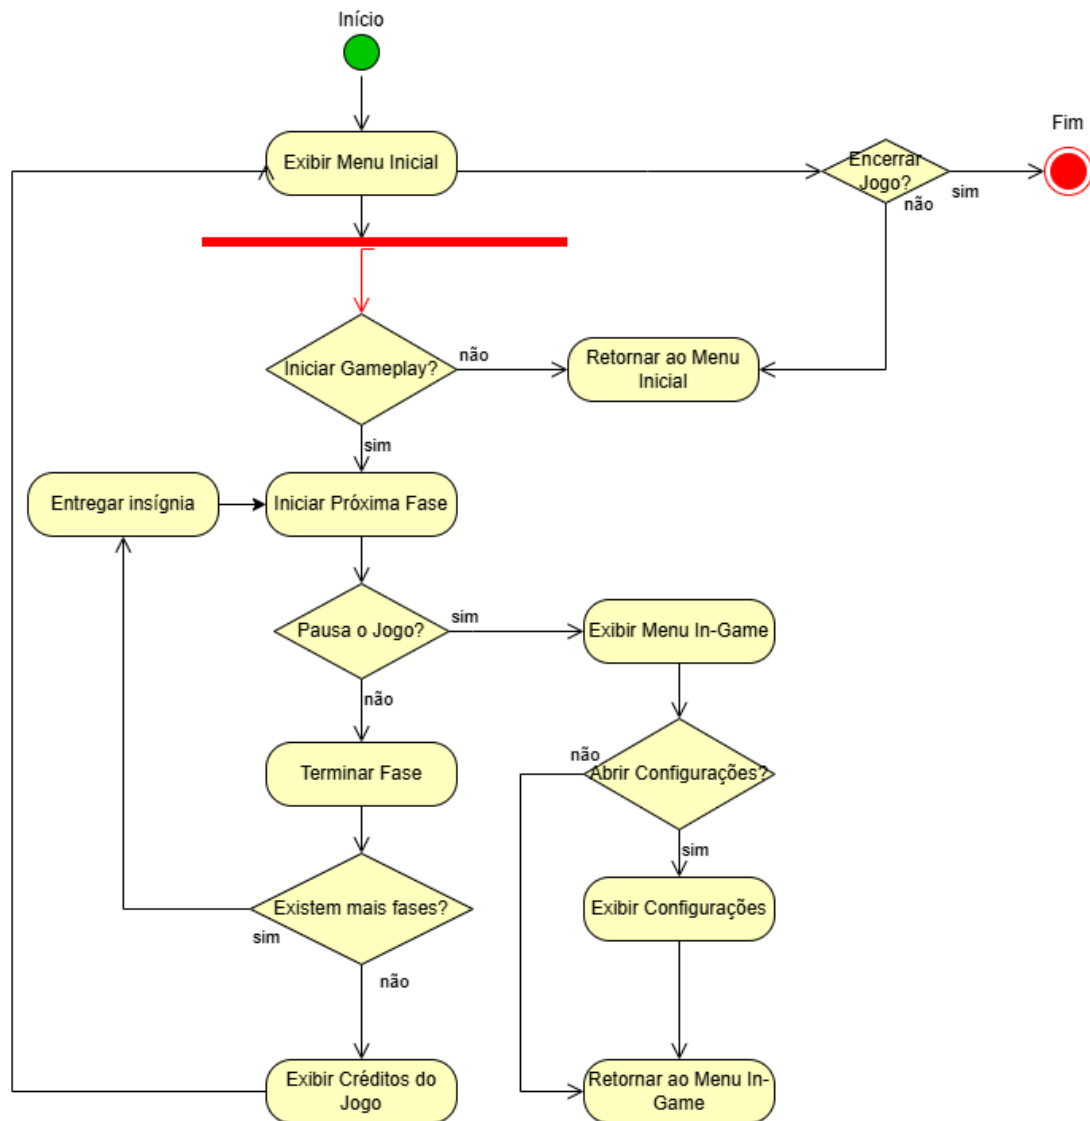 Início
Fim
Exibir Menu Inicial
Encerrar
Jogo?
não
sim
Iniciar Gameplay?
não
Retornar ao Menu
Inicial
sim
Entregar insígnia
Iniciar Próxima Fase
Pausa o Jogo?
sim
Exibir Menu In-Game
não
não
Terminar Fase
Abrir Configurações?
sim
Existem mais fases?
Exibir Configurações
sim
não
Exibir Créditos do
Jogo
Retornar ao Menu In-
Game